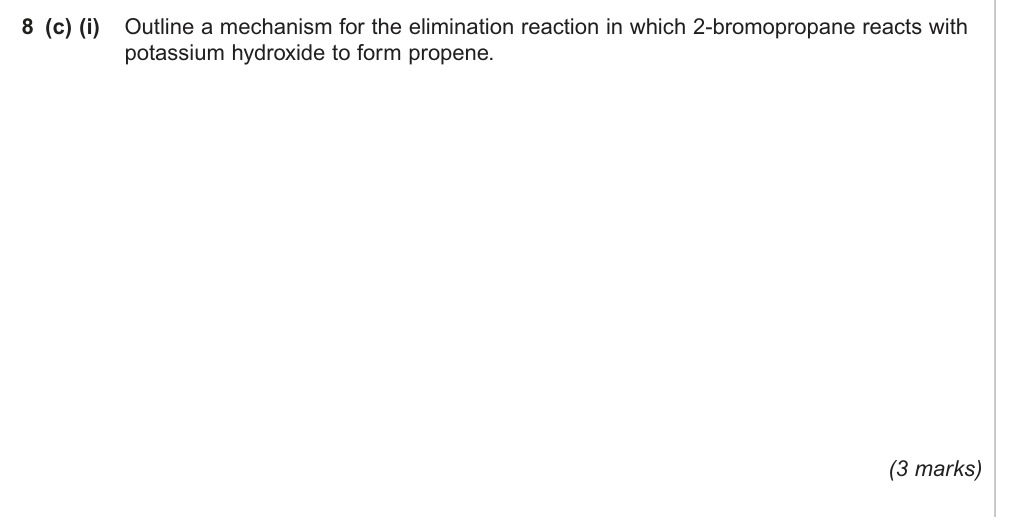 8 (c) (i) Outline a mechanism for the elimination reaction in which 2-bromopropane reacts with
potassium hydroxide to form propene.
(3 marks)